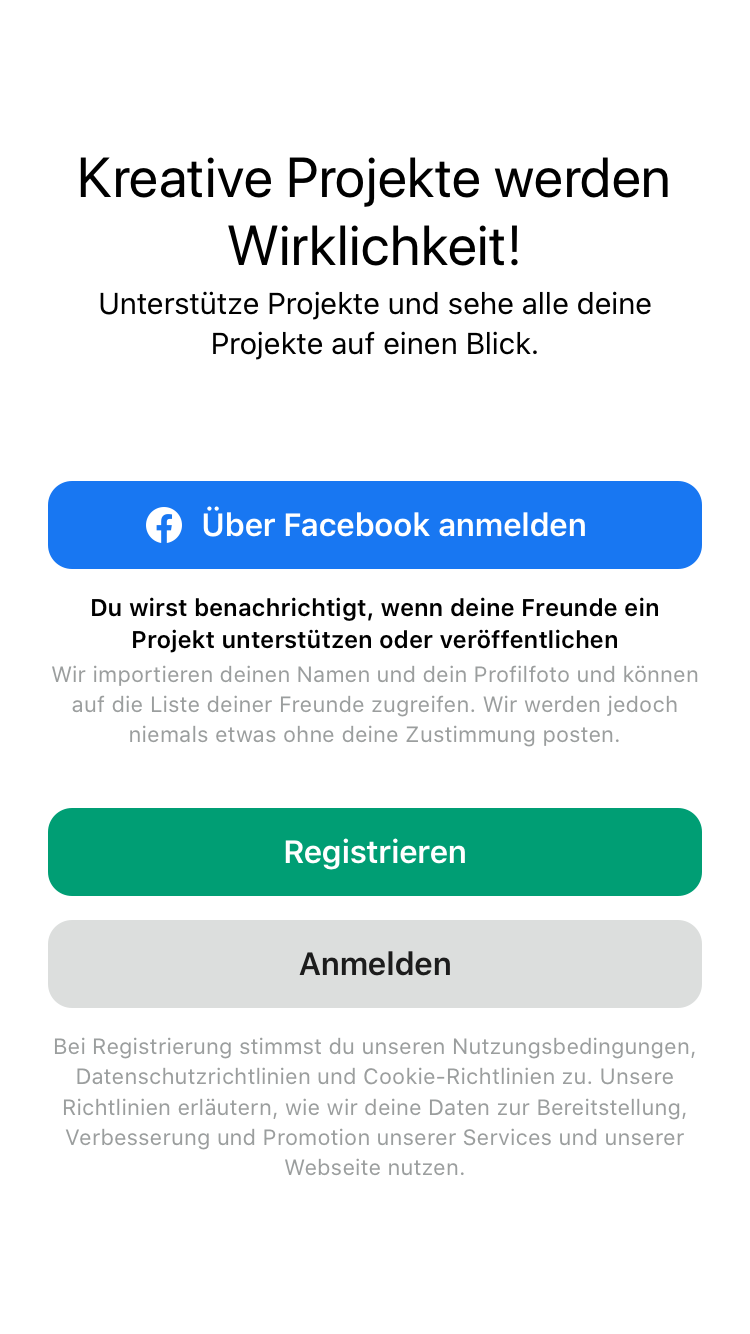 Kreative Projekte werden
Wirklichkeit!
Unterstütze Projekte und sehe alle deine
Projekte auf einen Blick.
Über Facebook anmelden
Du wirst benachrichtigt, wenn deine Freunde ein
Projekt unterstützen oder veröffentlichen
Wir importieren deinen Namen und dein Profilfoto und können
auf die Liste deiner Freunde zugreifen. Wir werden jedoch
niemals etwas ohne deine Zustimmung posten.
Registrieren
Anmelden
Bei Registrierung stimmst du unseren Nutzungsbedingungen,
Datenschutzrichtlinien und Cookie-Richtlinien zu. Unsere
Richtlinien erläutern, wie wir deine Daten zur Bereitstellung,
Verbesserung und Promotion unserer Services und unserer
Webseite nutzen.